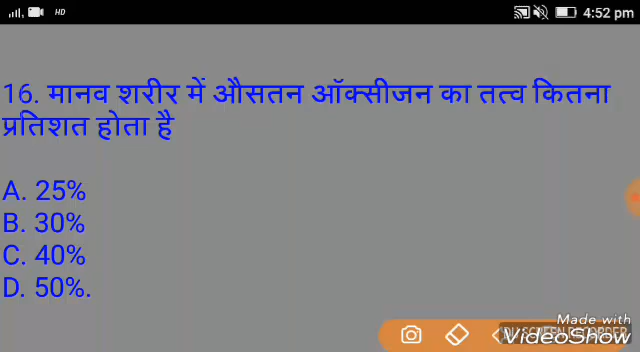 HD 4:52 pm
16. मानव शरीर में औसतन ऑक्सीजन का तत्व कितना
प्रतिशत होता है
A. 25%
B. 30%
C. 40%
D. 50%.
Made with
VideoShow